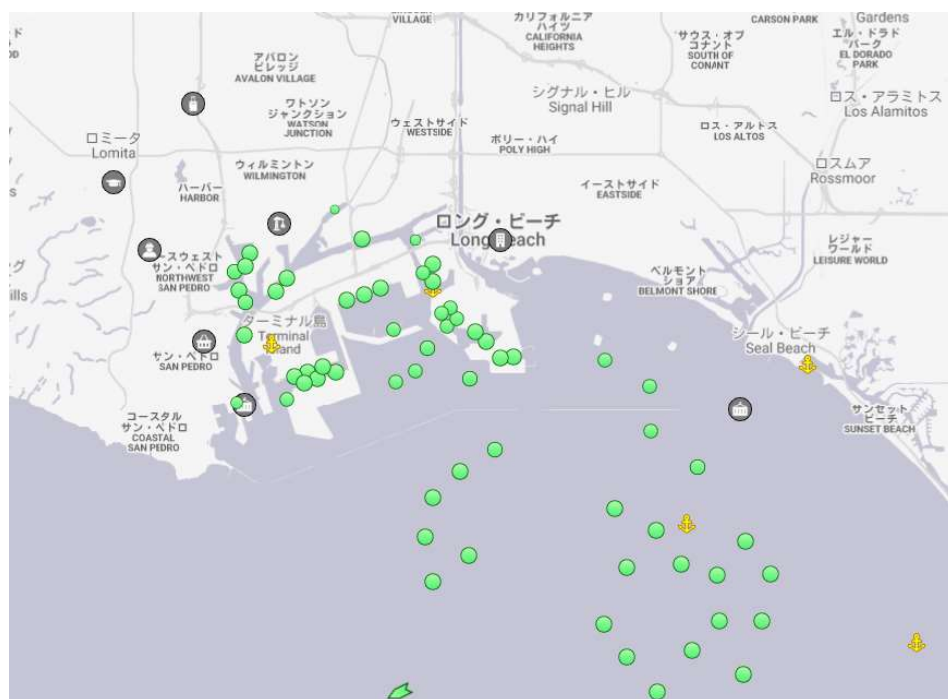 VILLAGE
カリフォルニア
ハイツ
CALIFORNIA
HEIGHTS
サウス・オブ
コナント
SOUTH OF
CONANT
CARSON PARK
Gardens
エル・ドラド
パーク
EL DORADO
PARK
アバロン
ビレッジ
AVALON VILLAGE
シグナル・ヒル
Signal Hill
ロス・アラミトス
Los Alamitos
ワトソン
ジャンクション
WATSON
JUNCTION
ウェストサイド
WESTSIDE
ポリー・ハイ
POLY HIGH
ロス・アルトス
LOS ALTOS
ロミータ
Lomita
ウィルミントン
WILMINGTON
ハーバー
HARBOR
イーストサイド
EASTSIDE
ロスムア
Rossmoor
ロング・ビーチ
Long Beach
レジャー
ワールド
LEISURE WORLD
ースウェスト
サン・ペドロ
NORTHWEST
SAN PEDRO
ills
ベルモント
ショア
BELMONT SHORE
ターミナル島
Terminal
Island
シール・ビーチ
Seal Beach
サン・ペドロ
SAN PEDRO
コースタル
サン・ペドロ
COASTAL
SAN PEDRO
サンセット
ビーチ
SUNSET BEACH